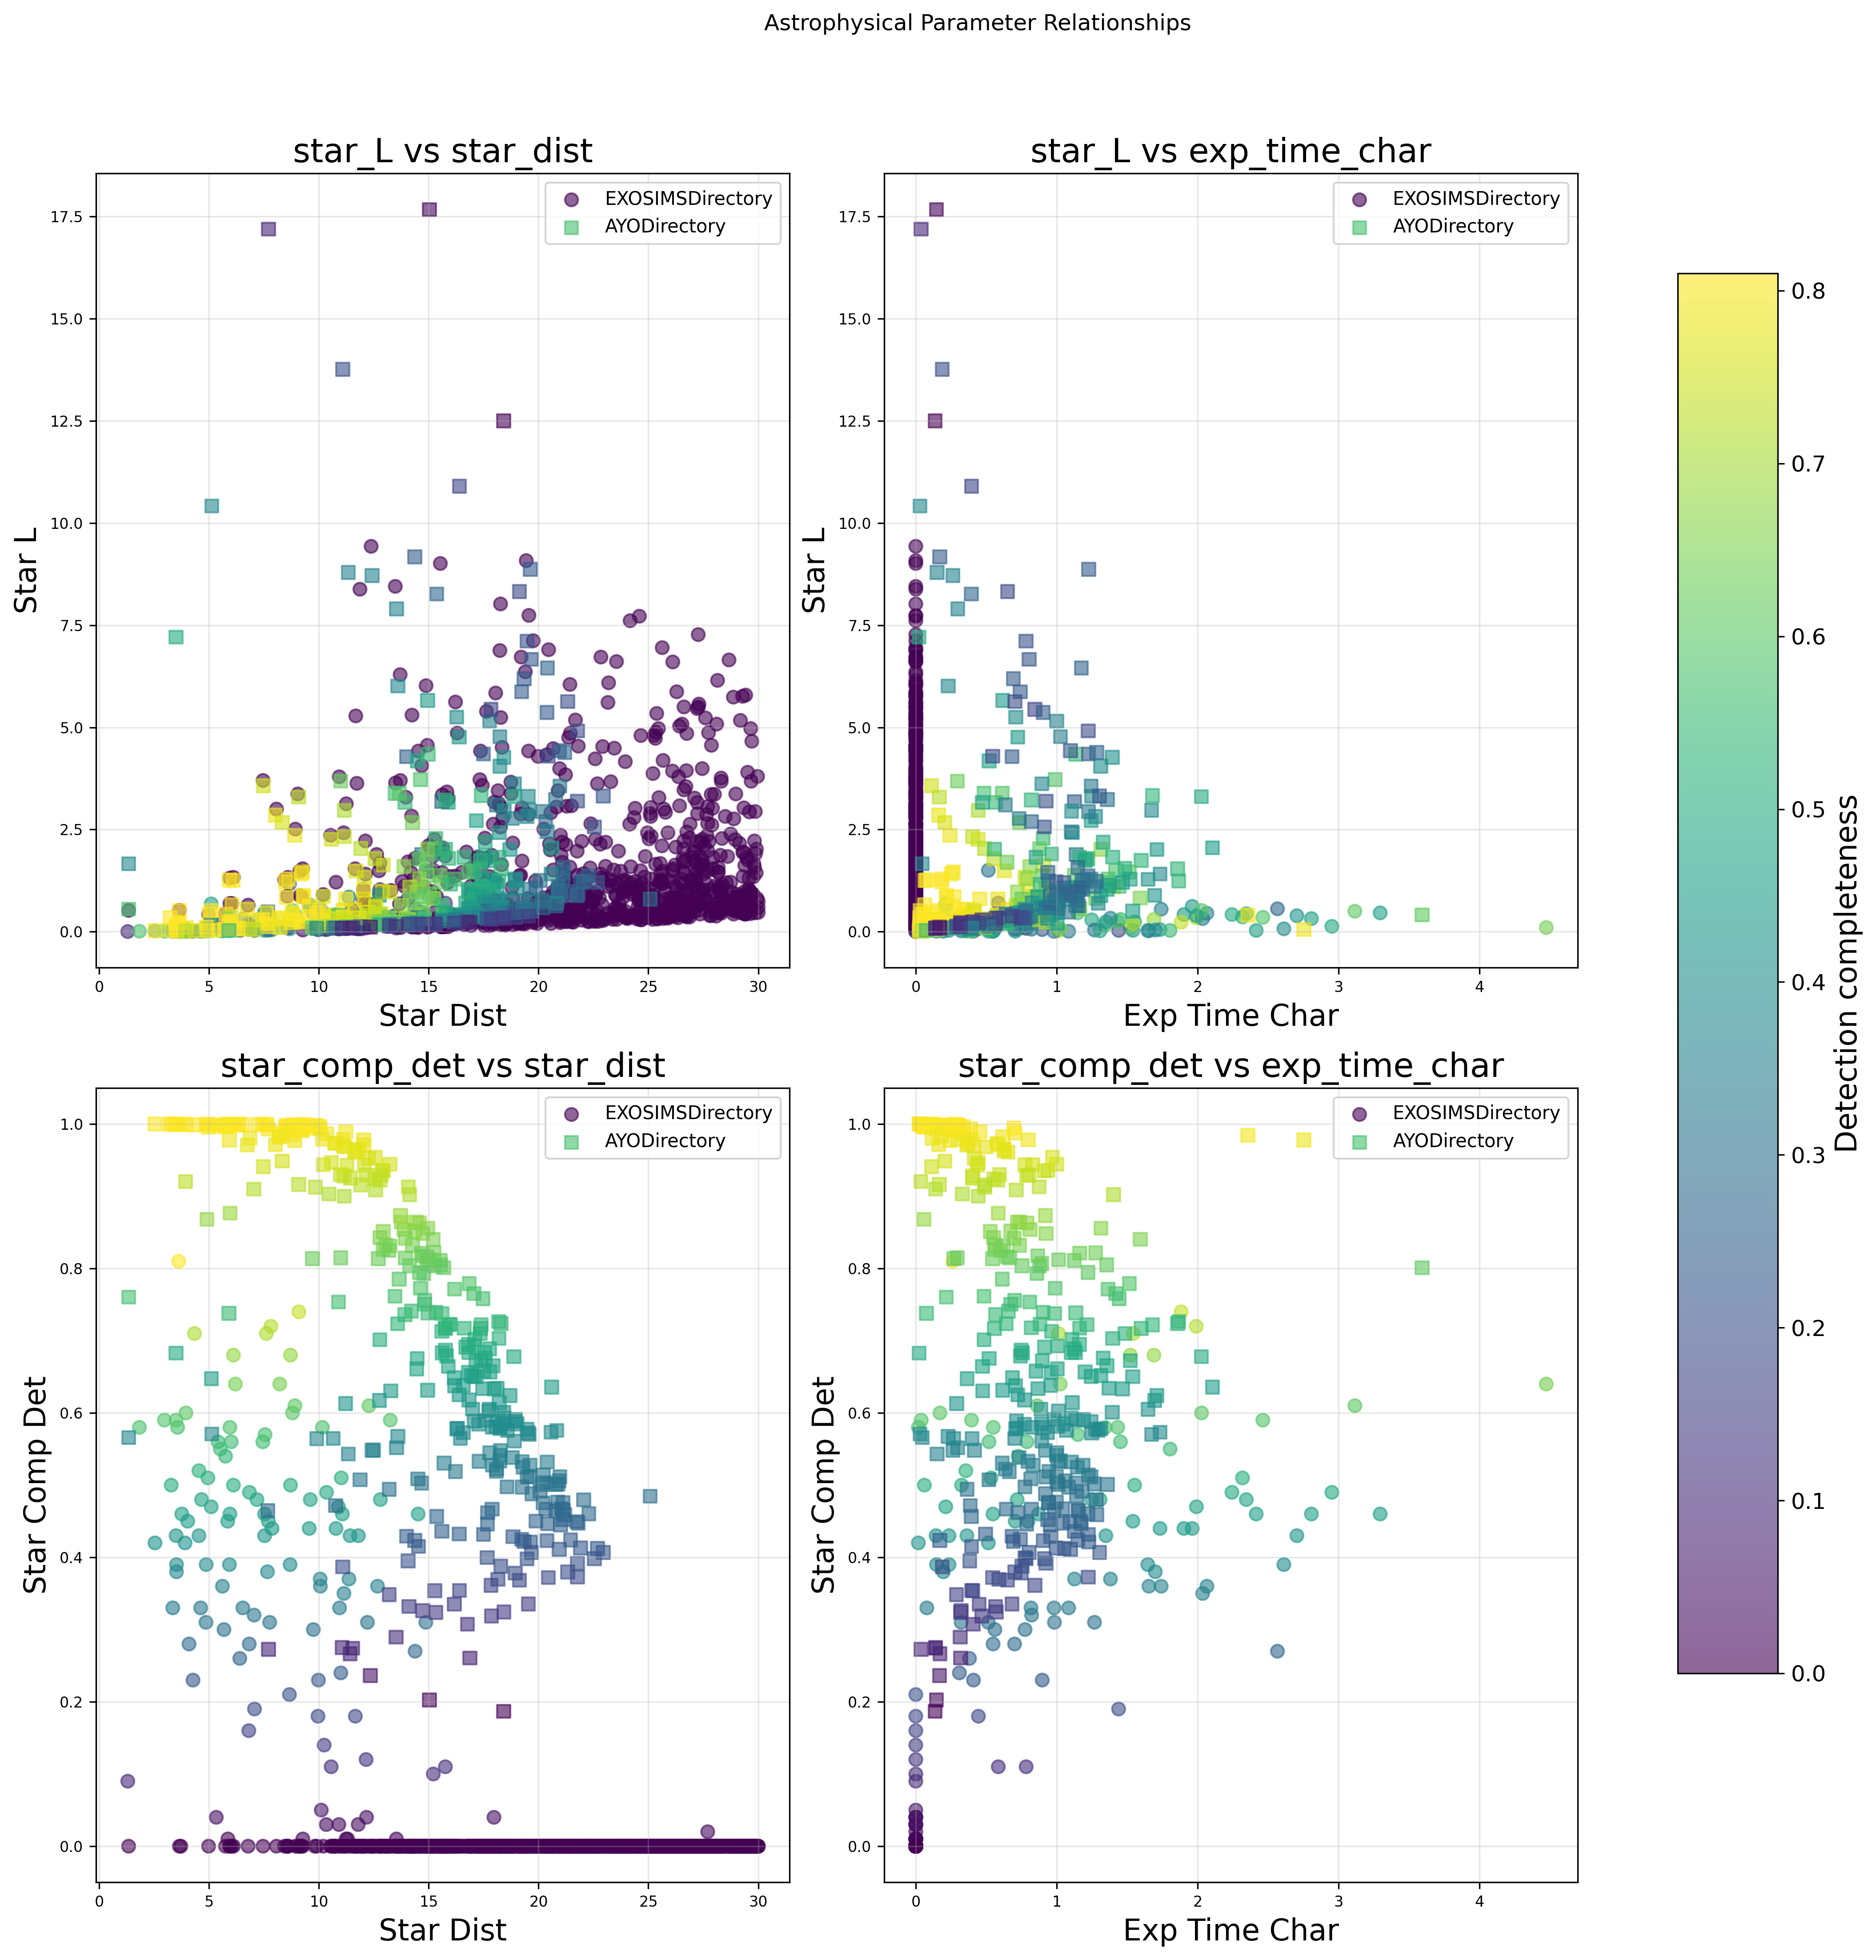 Astrophysical Parameter Relationships
star_L vs star_dist
EXOSIMSDirectory
AYODirectory
17.5
15.0
12.5
10.0
7.5
5.0
2.5
0.0
Star L
0 5 10 15 20 25 30
Star Dist
star_L vs exp_time_char
EXOSIMSDirectory
AYODirectory
17.5
15.0
12.5
10.0
7.5
5.0
2.5
0.0
Star L
0 1 2 3 4
Exp Time Char
star_comp_det vs star_dist
EXOSIMSDirectory
AYODirectory
1.0
0.8
0.6
0.4
0.2
0.0
Star Comp Det
0 5 10 15 20 25 30
Star Dist
star_comp_det vs exp_time_char
EXOSIMSDirectory
AYODirectory
1.0
0.8
0.6
0.4
0.2
0.0
Star Comp Det
0 1 2 3 4
Exp Time Char
0.8
0.7
0.6
0.5
0.4
0.3
0.2
0.1
0.0
Detection completeness